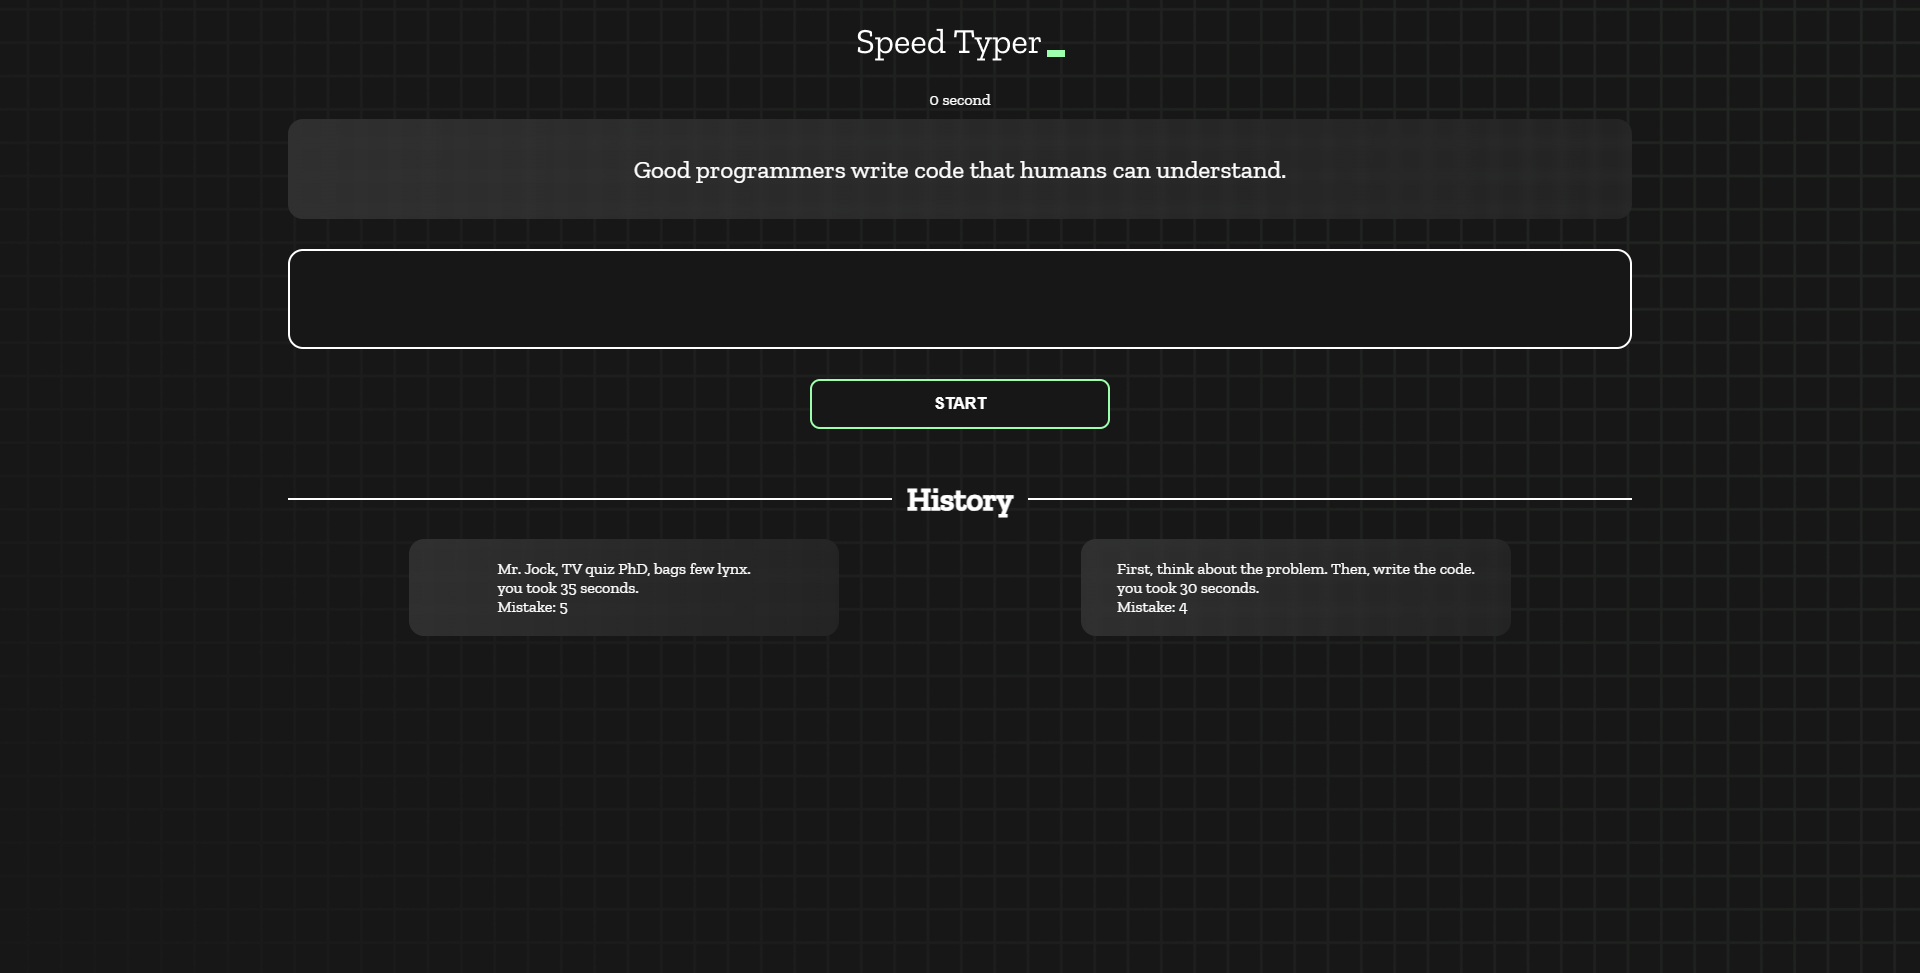 Speed Typer
0 second
Good programmers write code that humans can understand.
START
History
Mr. Jock, TV quiz PhD, bags few lynx.
you took 35 seconds.
Mistake: 5
First, think about the problem. Then, write the code.
you took 30 seconds.
Mistake: 4